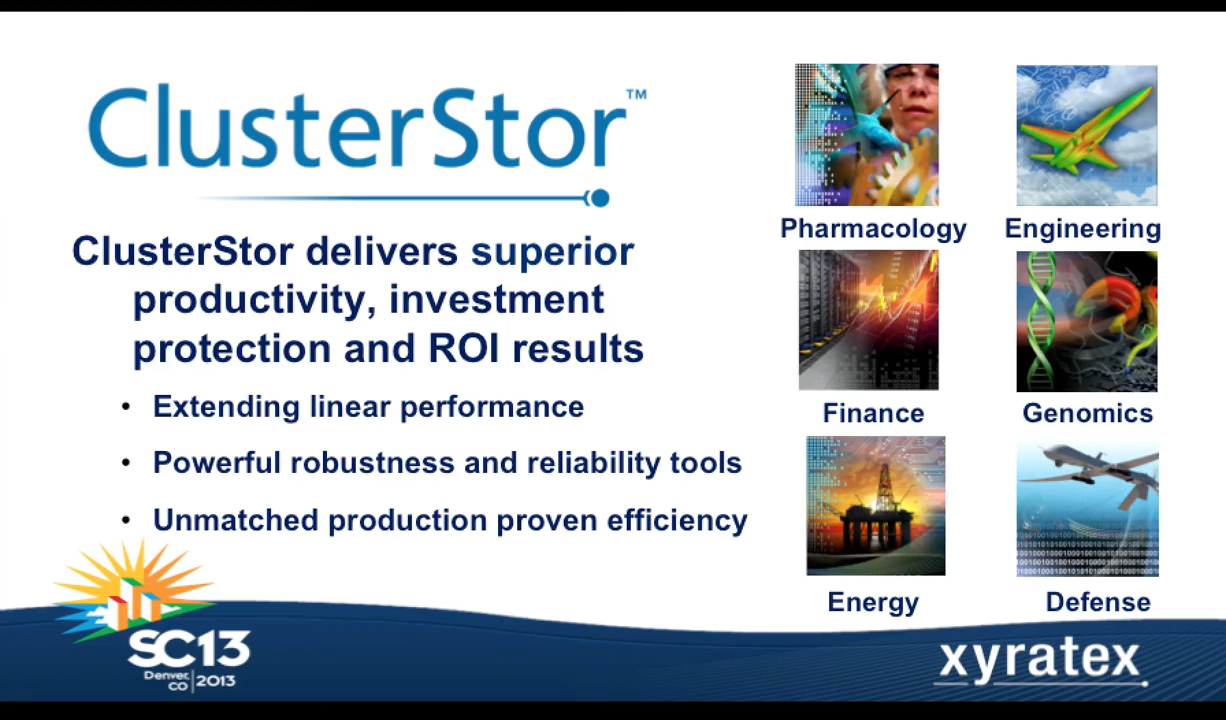 ClusterStor™
ClusterStor delivers superior
productivity, investment
protection and ROI results
• Extending linear performance
• Powerful robustness and reliability tools
• Unmatched production proven efficiency
Pharmacology
Engineering
Finance
Genomics
Energy
Defense
SC13
Denver,
CO
2013
xyratex